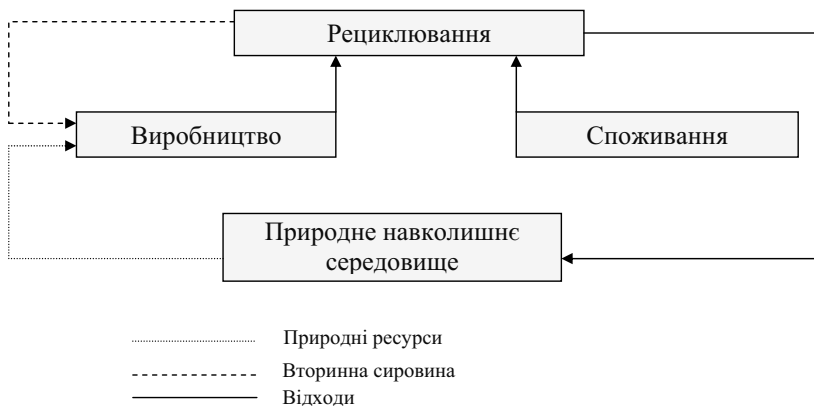 Рециклювання
Виробництво
Споживання
Природне навколишнє
середовище
Природні ресурси
Вторинна сировина
Відходи